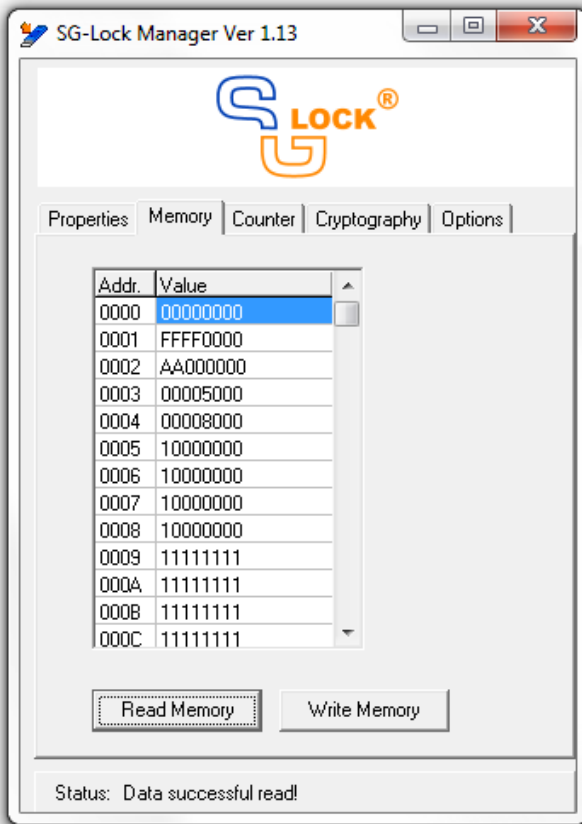 SG-Lock Manager Ver 1.13
SG LOCK®
Properties Memory Counter Cryptography Options
Addr. Value
0000 00000000
0001 FFFF0000
0002 AA000000
0003 00005000
0004 00008000
0005 10000000
0006 10000000
0007 10000000
0008 10000000
0009 11111111
000A 11111111
000B 11111111
000C 11111111
Read Memory Write Memory
Status: Data successful read!